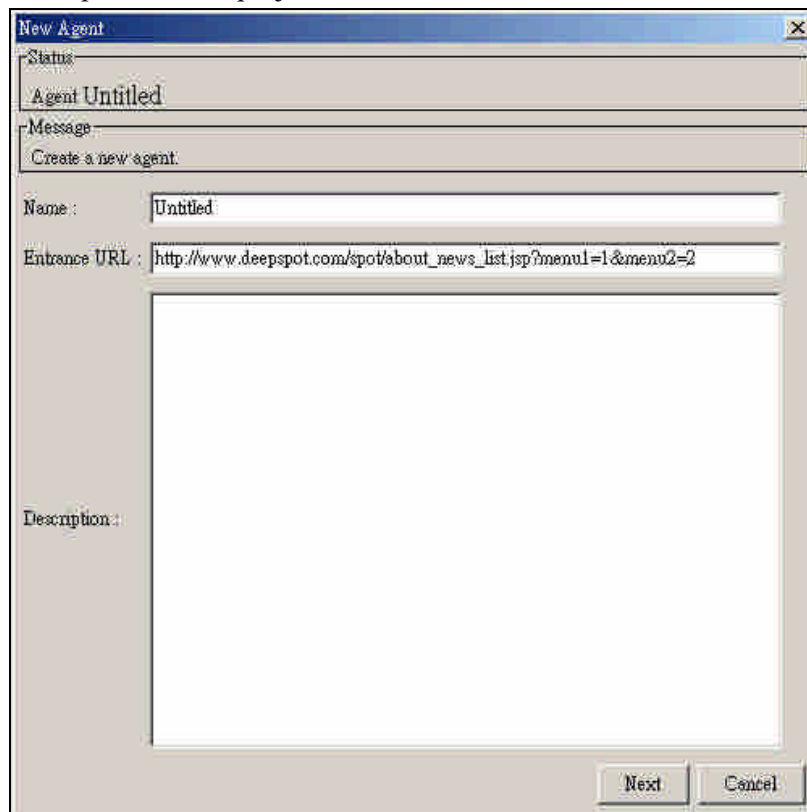 New Agent
Status
Agent Untitled
Message
Create a new agent.
Name : Untitled
Entrance URL : http://www.deepspot.com/spot/about_news_list.jsp?menu1=1&menu2=2
Description :
Next Cancel